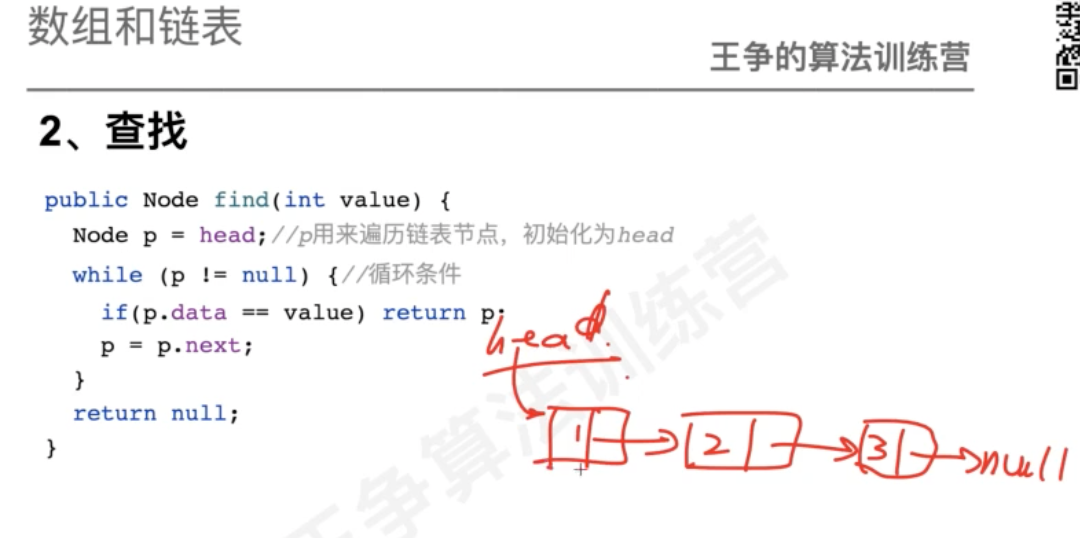 数组和链表
王争的算法训练营
2、查找
public Node find(int value) {
Node p = head;//p用来遍历链表节点，初始化为head
while (p != null) {//循环条件
if(p.data == value) return p;
p = p.next;
}
return null;
}
head
1 2 3 null
王争算法训练营